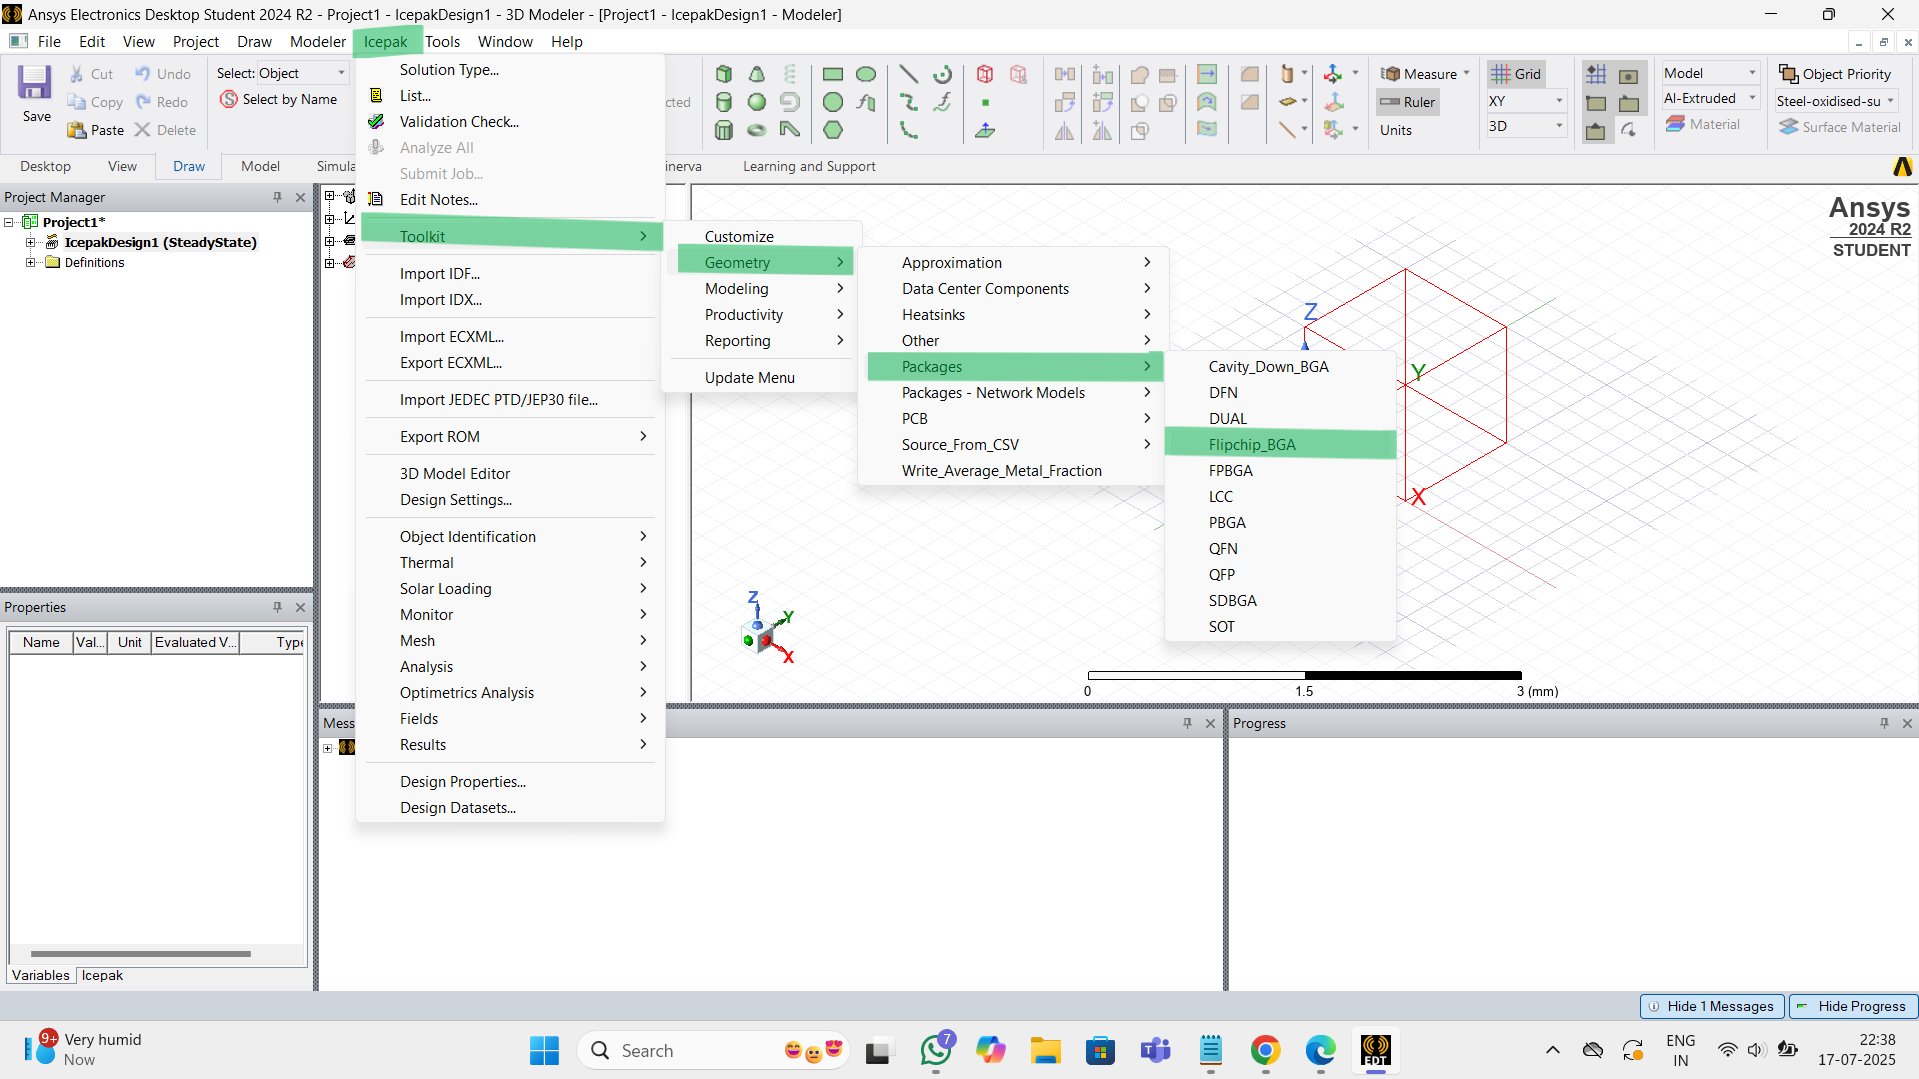 Ansys Electronics Desktop Student 2024 R2 - Project1 - IcepakDesign1 - 3D Modeler - [Project1 - IcepakDesign1 - Modeler]
File Edit View Project Draw Modeler Icepak Tools Window Help
Save
Cut
Copy
Paste
Undo
Redo
Delete
Select: Object
Select by Name
Measure
Ruler
Units
Grid
XY
3D
Model
Al-Extruded
Material
Object Priority
Steel-oxidised-su
Surface Material
Desktop View Draw Model Simula
Learning and Support
Project Manager
Project1*
IcepakDesign1 (SteadyState)
Definitions
Solution Type...
List...
Validation Check...
Analyze All
Submit Job...
Edit Notes...
Toolkit
Import IDF...
Import IDX...
Import ECXML...
Export ECXML...
Import JEDEC PTD/JEP30 file...
Export ROM
3D Model Editor
Design Settings...
Object Identification
Thermal
Solar Loading
Monitor
Mesh
Analysis
Optimetrics Analysis
Fields
Results
Design Properties...
Design Datasets...
Customize
Geometry
Modeling
Productivity
Reporting
Update Menu
Approximation
Data Center Components
Heatsinks
Other
Packages
Packages - Network Models
PCB
Source_From_CSV
Write_Average_Metal_Fraction
Cavity_Down_BGA
DFN
DUAL
Flipchip_BGA
FPBGA
LCC
PBGA
QFN
QFP
SDBGA
SOT
Ansys
2024 R2
STUDENT
Z
Y
X
Z
Y
X
0 1.5 3 (mm)
Properties
Name Val... Unit Evaluated V... Type
Variables Icepak
Mess
Progress
Hide 1 Messages Hide Progress
9+
Very humid
Now
Search
7
EDT
ENG
IN
22:38
17-07-2025